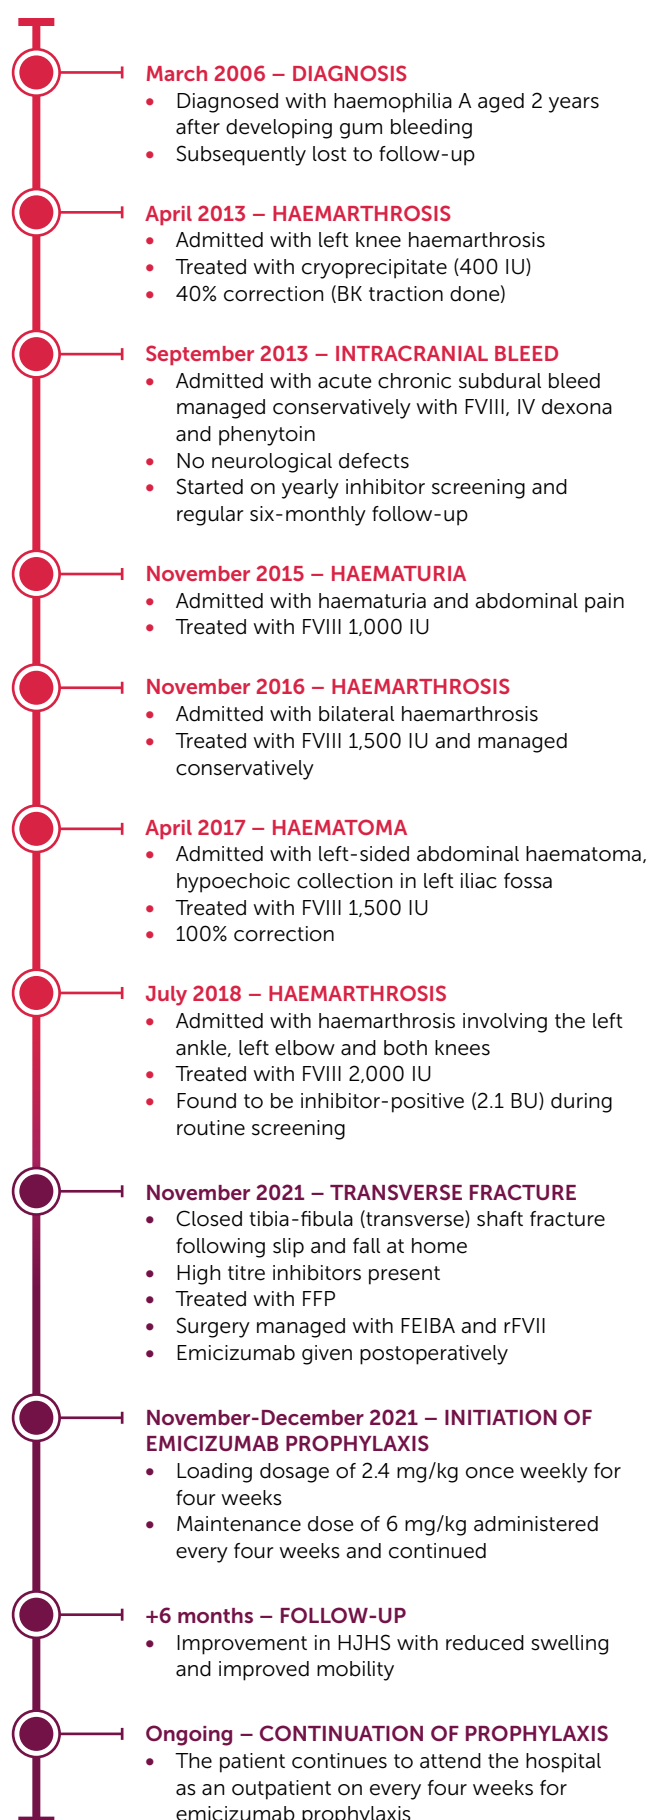 March 2006 – DIAGNOSIS
• Diagnosed with haemophilia A aged 2 years
after developing gum bleeding
• Subsequently lost to follow-up
April 2013 – HAEMARTHROSIS
• Admitted with left knee haemarthrosis
• Treated with cryoprecipitate (400 IU)
• 40% correction (BK traction done)
September 2013 – INTRACRANIAL BLEED
• Admitted with acute chronic subdural bleed
managed conservatively with FVIII, IV dexona
and phenytoin
• No neurological defects
• Started on yearly inhibitor screening and
regular six-monthly follow-up
November 2015 – HAEMATURIA
• Admitted with haematuria and abdominal pain
• Treated with FVIII 1,000 IU
November 2016 – HAEMARTHROSIS
• Admitted with bilateral haemarthrosis
• Treated with FVIII 1,500 IU and managed
conservatively
April 2017 – HAEMATOMA
• Admitted with left-sided abdominal haematoma,
hypoechoic collection in left iliac fossa
• Treated with FVIII 1,500 IU
• 100% correction
July 2018 – HAEMARTHROSIS
• Admitted with haemarthrosis involving the left
ankle, left elbow and both knees
• Treated with FVIII 2,000 IU
• Found to be inhibitor-positive (2.1 BU) during
routine screening
November 2021 – TRANSVERSE FRACTURE
• Closed tibia-fibula (transverse) shaft fracture
following slip and fall at home
• High titre inhibitors present
• Treated with FFP
• Surgery managed with FEIBA and rFVII
• Emicizumab given postoperatively
November-December 2021 – INITIATION OF
EMICIZUMAB PROPHYLAXIS
• Loading dosage of 2.4 mg/kg once weekly for
four weeks
• Maintenance dose of 6 mg/kg administered
every four weeks and continued
+6 months – FOLLOW-UP
• Improvement in HJHS with reduced swelling
and improved mobility
Ongoing – CONTINUATION OF PROPHYLAXIS
• The patient continues to attend the hospital
as an outpatient on every four weeks for
emicizumab prophylaxis